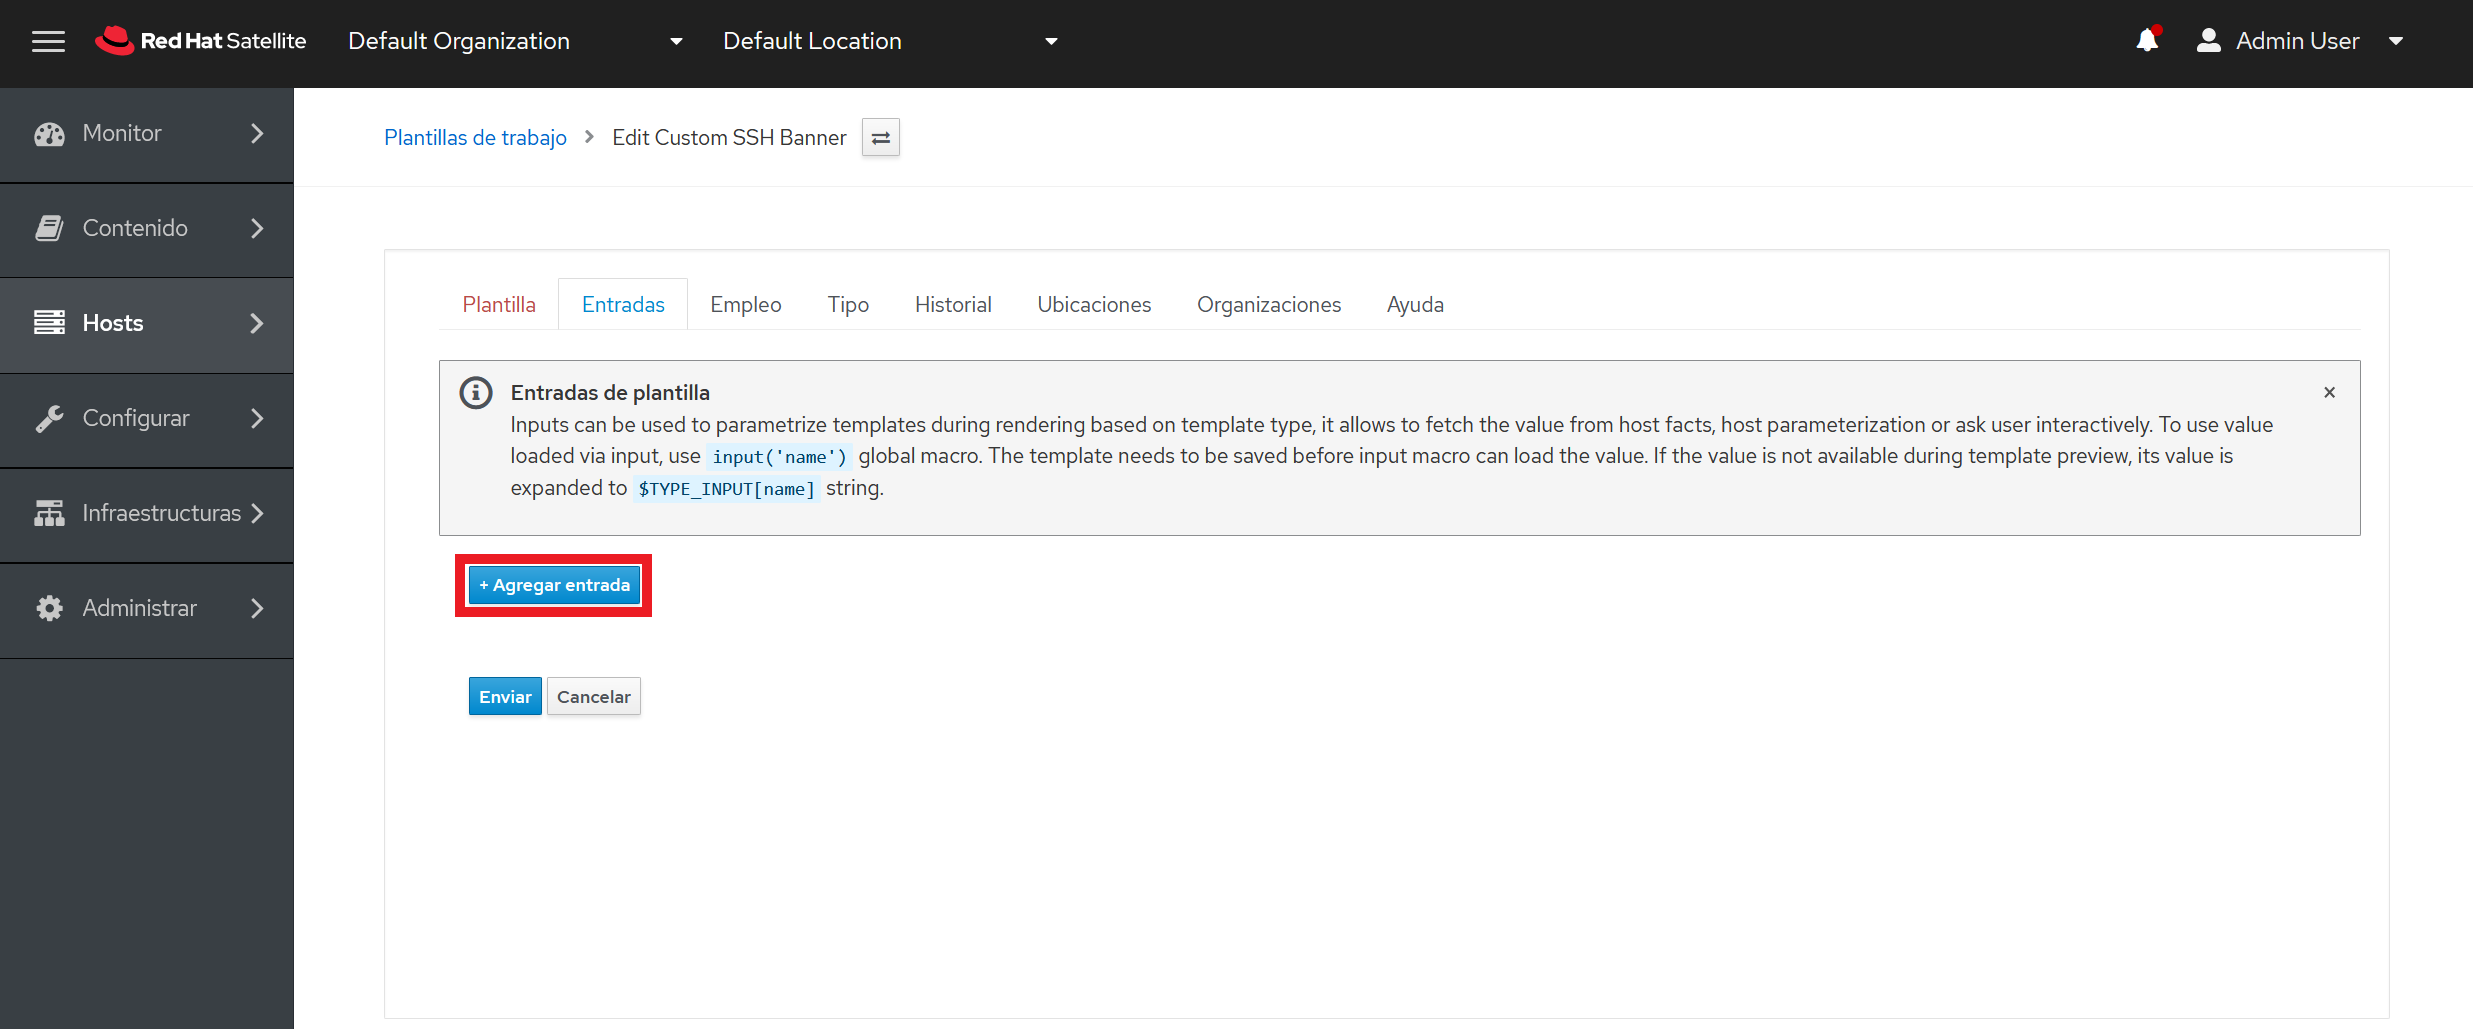 Red Hat Satellite Default Organization Default Location Admin User
Monitor
Contenido
Hosts
Configurar
Infraestructuras
Administrar
Plantillas de trabajo > Edit Custom SSH Banner
Plantilla Entradas Empleo Tipo Historial Ubicaciones Organizaciones Ayuda
Entradas de plantilla ×
Inputs can be used to parametrize templates during rendering based on template type, it allows to fetch the value from host facts, host parameterization or ask user interactively. To use value
loaded via input, use input('name') global macro. The template needs to be saved before input macro can load the value. If the value is not available during template preview, its value is
expanded to $TYPE_INPUT[name] string.
+ Agregar entrada
Enviar Cancelar